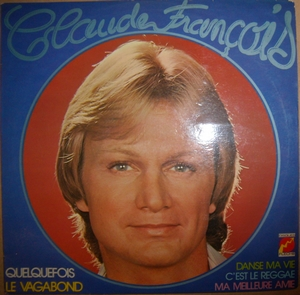 Claude François
QUELQUEFOIS
LE VAGABOND
DANSE MA VIE
C'EST LE REGGAE
MA MEILLEURE AMIE